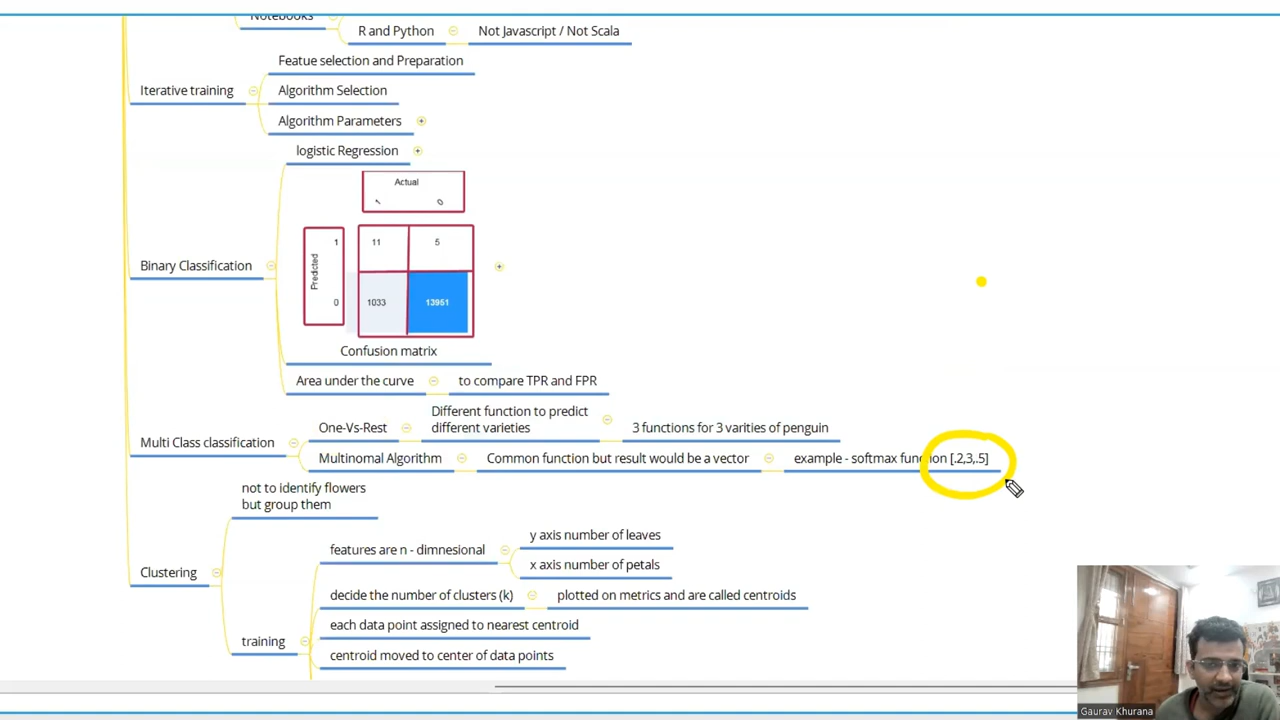 Notebooks
R and Python
Not Javascript / Not Scala
Featue selection and Preparation
Iterative training
Algorithm Selection
Algorithm Parameters
logistic Regression
Actual
1
0
Binary Classification
Predicted
1
0
11
5
1033
13951
Confusion matrix
Area under the curve
to compare TPR and FPR
Multi Class classification
One-Vs-Rest
Different function to predict
different varieties
3 functions for 3 varities of penguin
Multinomal Algorithm
Common function but result would be a vector
example - softmax function [.2,3,.5]
Clustering
not to identify flowers
but group them
training
features are n - dimnesional
y axis number of leaves
x axis number of petals
decide the number of clusters (k)
plotted on metrics and are called centroids
each data point assigned to nearest centroid
centroid moved to center of data points
Gaurav Khurana